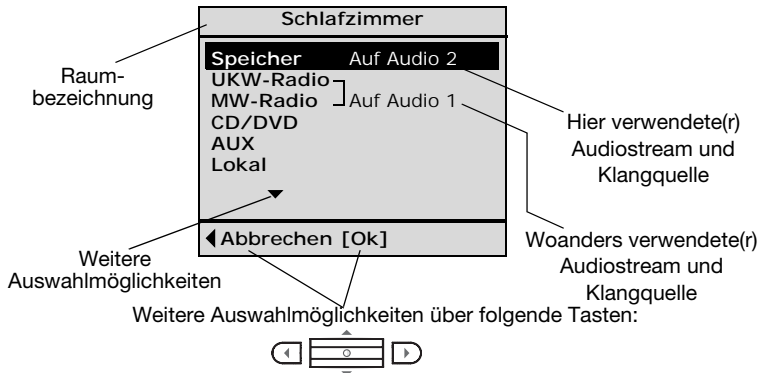 Schlafzimmer
Speicher Auf Audio 2
UKW-Radio
MW-Radio Auf Audio 1
CD/DVD
AUX
Lokal
Abbrechen [Ok]
Raum-
bezeichnung
Hier verwendete(r)
Audiostream und
Klangquelle
Woanders verwendete(r)
Audiostream und
Klangquelle
Weitere
Auswahlmöglichkeiten
Weitere Auswahlmöglichkeiten über folgende Tasten: